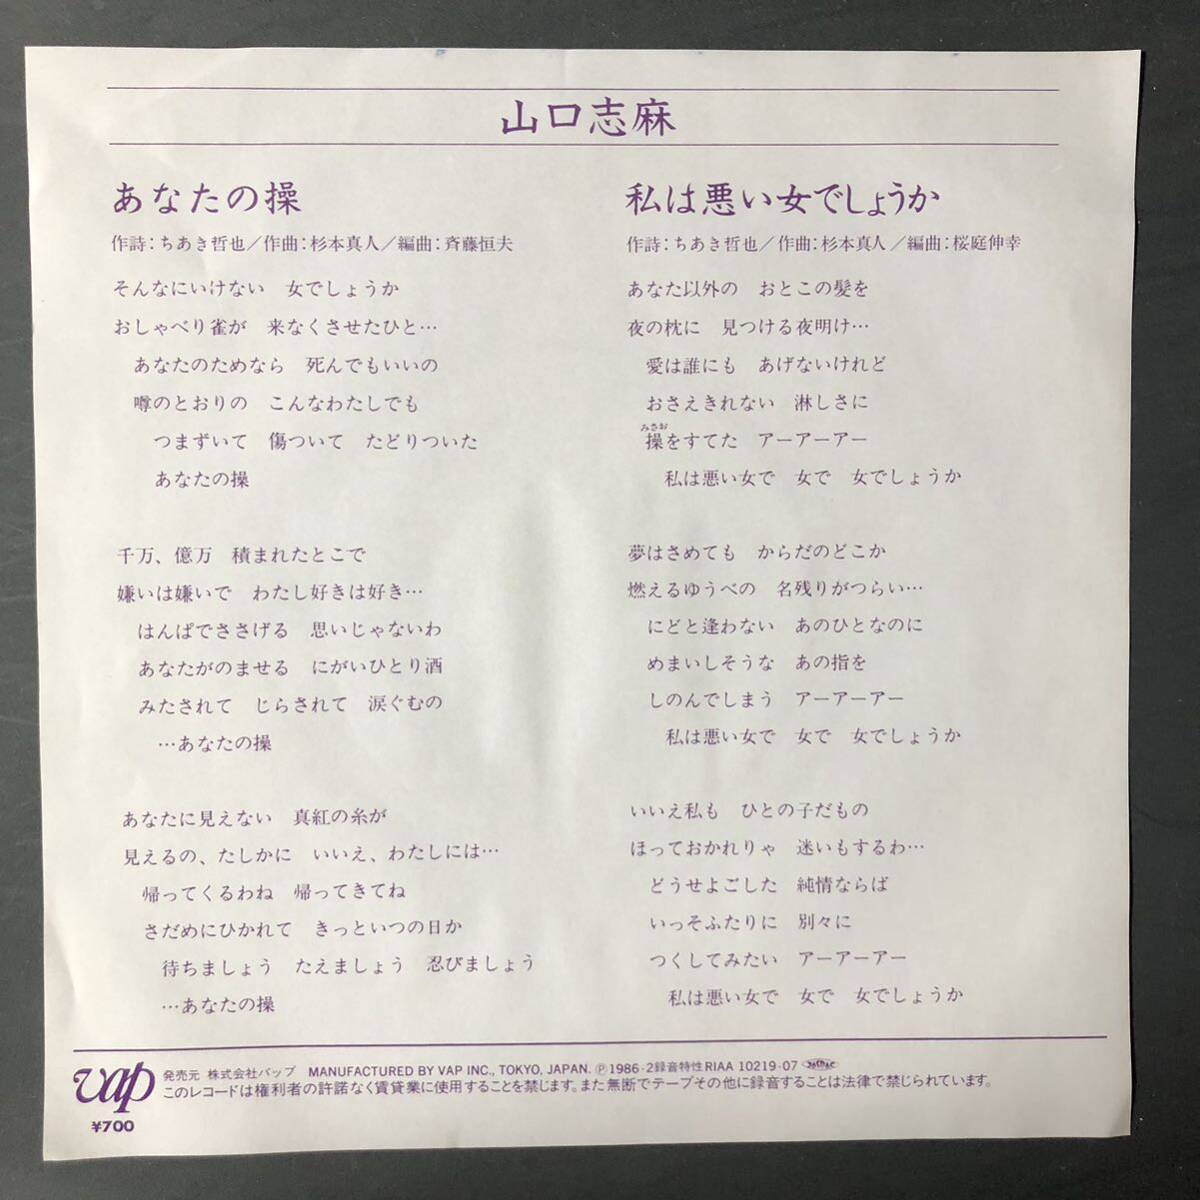 山口志麻
あなたの操
作詩：ちあき哲也／作曲：杉本真人／編曲：斉藤恒夫
そんなにいけない 女でしょうか
おしゃべり雀が 来なくさせたひと…
あなたのためなら 死んでもいいの
噂のとおりの こんなわたしでも
つまずいて 傷ついて たどりついた
あなたの操
千万、億万 積まれたとこで
嫌いは嫌いで わたし好きは好き…
はんぱでささげる 思いじゃないわ
あなたがのませる にがいひとり酒
みたされて じらされて 涙ぐむの
…あなたの操
あなたに見えない 真紅の糸が
見えるの、たしかに いいえ、わたしには…
帰ってくるわね 帰ってきてね
さだめにひかれて きっといつの日か
待ちましょう たえましょう 忍びましょう
…あなたの操
私は悪い女でしょうか
作詩：ちあき哲也／作曲：杉本真人／編曲：桜庭伸幸
あなた以外の おとこの髪を
夜の枕に 見つける夜明け…
愛は誰にも あげないけれど
おさえきれない 淋しさに
みさお
操をすてた アーアーアー
私は悪い女で 女で 女でしょうか
夢はさめても からだのどこか
燃えるゆうべの 名残りがつらい…
にどと逢わない あのひとなのに
めまいしそうな あの指を
しのんでしまう アーアーアー
私は悪い女で 女で 女でしょうか
いいえ私も ひとの子だもの
ほっておかれりゃ 迷いもするわ…
どうせよごした 純情ならば
いっそふたりに 別々に
つくしてみたい アーアーアー
私は悪い女で 女で 女でしょうか
vap
¥700
発売元 株式会社バップ MANUFACTURED BY VAP INC., TOKYO, JAPAN. Ⓟ1986・2録音特性RIAA 10219-07
このレコードは権利者の許諾なく賃貸業に使用することを禁じます。また無断でテープその他に録音することは法律で禁じられています。